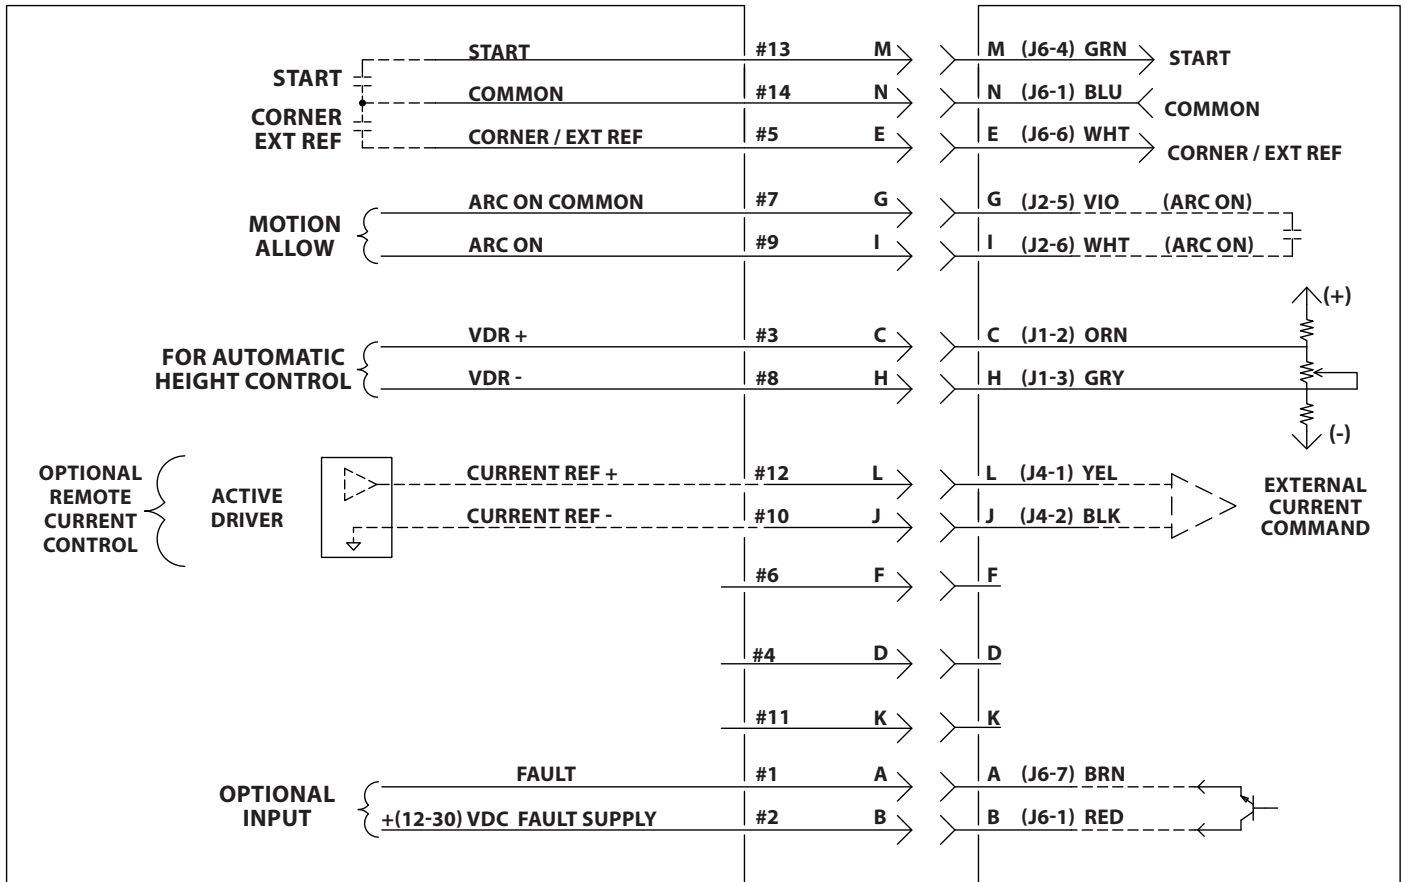 START #13 M M (J6-4) GRN START
START
COMMON #14 N N (J6-1) BLU COMMON
CORNER
EXT REF
CORNER / EXT REF #5 E E (J6-6) WHT CORNER / EXT REF
ARC ON COMMON #7 G G (J2-5) VIO (ARC ON)
MOTION
ALLOW
ARC ON #9 I I (J2-6) WHT (ARC ON)
(+)
VDR + #3 C C (J1-2) ORN
FOR AUTOMATIC
HEIGHT CONTROL
VDR - #8 H H (J1-3) GRY
(-)
OPTIONAL
REMOTE
CURRENT
CONTROL
ACTIVE
DRIVER
CURRENT REF + #12 L L (J4-1) YEL
CURRENT REF - #10 J J (J4-2) BLK
EXTERNAL
CURRENT
COMMAND
#6 F F
#4 D D
#11 K K
FAULT #1 A A (J6-7) BRN
OPTIONAL
INPUT
+(12-30) VDC FAULT SUPPLY #2 B B (J6-1) RED